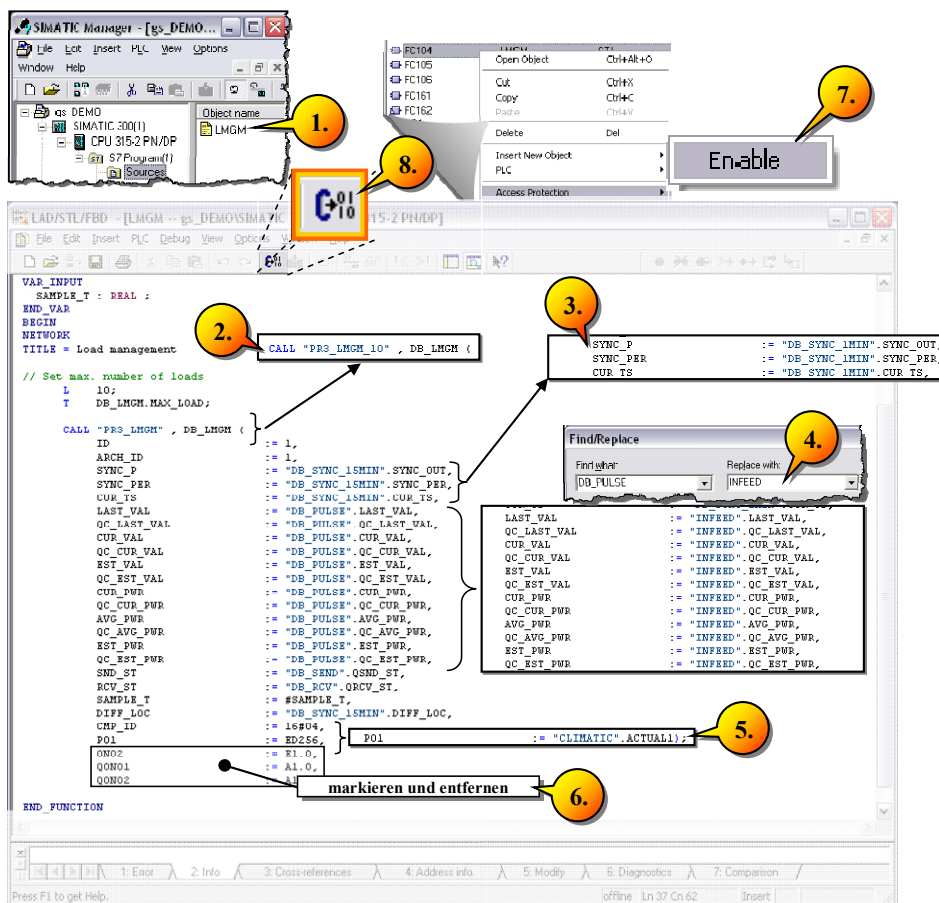 SIMATIC Manager - [gs_DEMO...
File Edit Insert PLC View Options
Window Help
gs DEMO
SIMATIC 300(1)
CPU 315-2 PN/DP
S7 Program(1)
Sources
Object name
LMGM
1.
FC104
FC105
FC106
FC161
FC162
Open Object Ctrl+Alt+O
Cut Ctrl+X
Copy Ctrl+C
Paste Ctrl+V
Delete Del
Insert New Object
PLC
Access Protection
Enable
7.
8.
LAD/STL/FBD - [LMGM -- gs_DEMO\SIMATIC 315-2 PN/DP]
File Edit Insert PLC Debug View Options
VAR_INPUT
SAMPLE_T : REAL ;
END_VAR
BEGIN
NETWORK
TITLE = Load management
// Set max. number of loads
L 10;
T DB_LMGM.MAX_LOAD;
CALL "PR3_LMGM" , DB_LMGM (
ID := 1,
ARCH_ID := 1,
SYNC_P := "DB_SYNC_15MIN".SYNC_OUT,
SYNC_PER := "DB_SYNC_15MIN".SYNC_PER,
CUR_TS := "DB_SYNC_15MIN".CUR_TS,
LAST_VAL := "DB_PULSE".LAST_VAL,
QC_LAST_VAL := "DB_PULSE".QC_LAST_VAL,
CUR_VAL := "DB_PULSE".CUR_VAL,
QC_CUR_VAL := "DB_PULSE".QC_CUR_VAL,
EST_VAL := "DB_PULSE".EST_VAL,
QC_EST_VAL := "DB_PULSE".QC_EST_VAL,
CUR_PWR := "DB_PULSE".CUR_PWR,
QC_CUR_PWR := "DB_PULSE".QC_CUR_PWR,
AVG_PWR := "DB_PULSE".AVG_PWR,
QC_AVG_PWR := "DB_PULSE".QC_AVG_PWR,
EST_PWR := "DB_PULSE".EST_PWR,
QC_EST_PWR := "DB_PULSE".QC_EST_PWR,
SND_ST := "DB_SEND".QSND_ST,
RCV_ST := "DB_RCV".QRCV_ST,
SAMPLE_T := #SAMPLE_T,
DIFF_LOC := "DB_SYNC_15MIN".DIFF_LOC,
CMP_ID := 16#04,
P01 := ED256,
ON02 := E1.0,
QON01 := A1.0,
QON02
END_FUNCTION
2.
CALL "PR3_LMGM_10" , DB_LMGM (
3.
SYNC_P := "DB_SYNC_1MIN".SYNC_OUT,
SYNC_PER := "DB_SYNC_1MIN".SYNC_PER,
CUR_TS := "DB_SYNC_1MIN".CUR_TS,
4.
Find/Replace
Find what: Replace with:
DB_PULSE INFEED
LAST_VAL := "INFEED".LAST_VAL,
QC_LAST_VAL := "INFEED".QC_LAST_VAL,
CUR_VAL := "INFEED".CUR_VAL,
QC_CUR_VAL := "INFEED".QC_CUR_VAL,
EST_VAL := "INFEED".EST_VAL,
QC_EST_VAL := "INFEED".QC_EST_VAL,
CUR_PWR := "INFEED".CUR_PWR,
QC_CUR_PWR := "INFEED".QC_CUR_PWR,
AVG_PWR := "INFEED".AVG_PWR,
QC_AVG_PWR := "INFEED".QC_AVG_PWR,
EST_PWR := "INFEED".EST_PWR,
QC_EST_PWR := "INFEED".QC_EST_PWR,
P01 := "CLIMATIC".ACTUAL1);
5.
markieren und entfernen
6.
1: Error 2: Info 3: Cross-references 4: Address info. 5: Modify 6: Diagnostics 7: Comparison
Press F1 to get Help. offline Ln 37 Cn 62 Insert